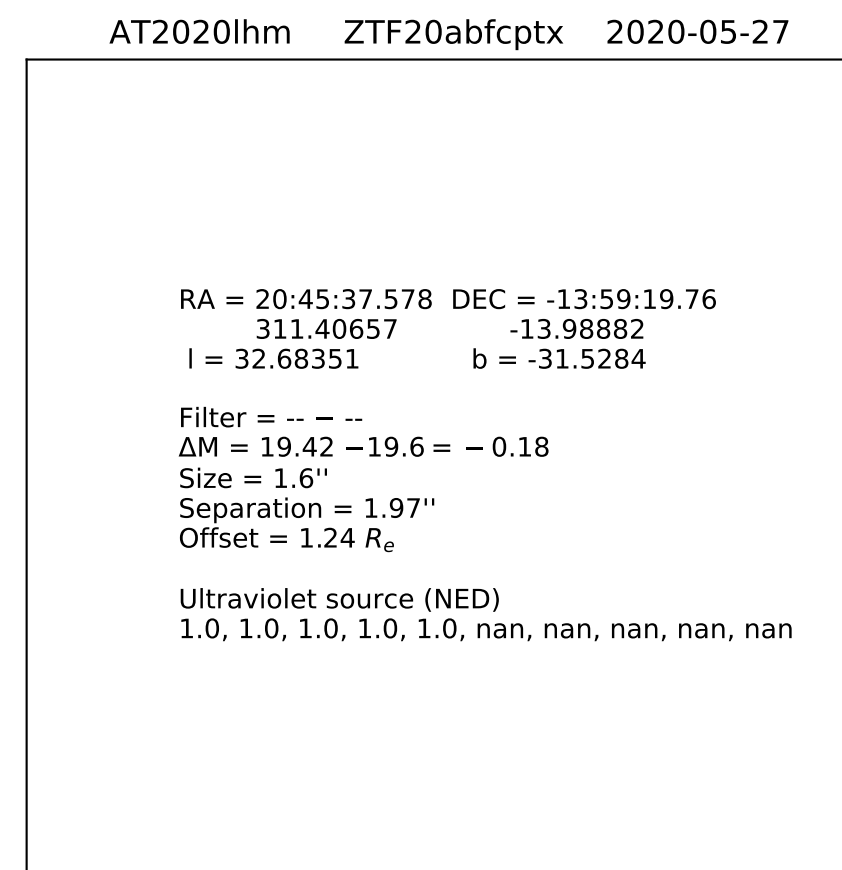 AT2020lhm ZTF20abfcptx 2020-05-27
RA = 20:45:37.578 DEC = -13:59:19.76
311.40657 -13.98882
l = 32.68351 b = -31.5284
Filter = -- − --
ΔM = 19.42 −19.6 = − 0.18
Size = 1.6''
Separation = 1.97''
Offset = 1.24 Re
Ultraviolet source (NED)
1.0, 1.0, 1.0, 1.0, 1.0, nan, nan, nan, nan, nan